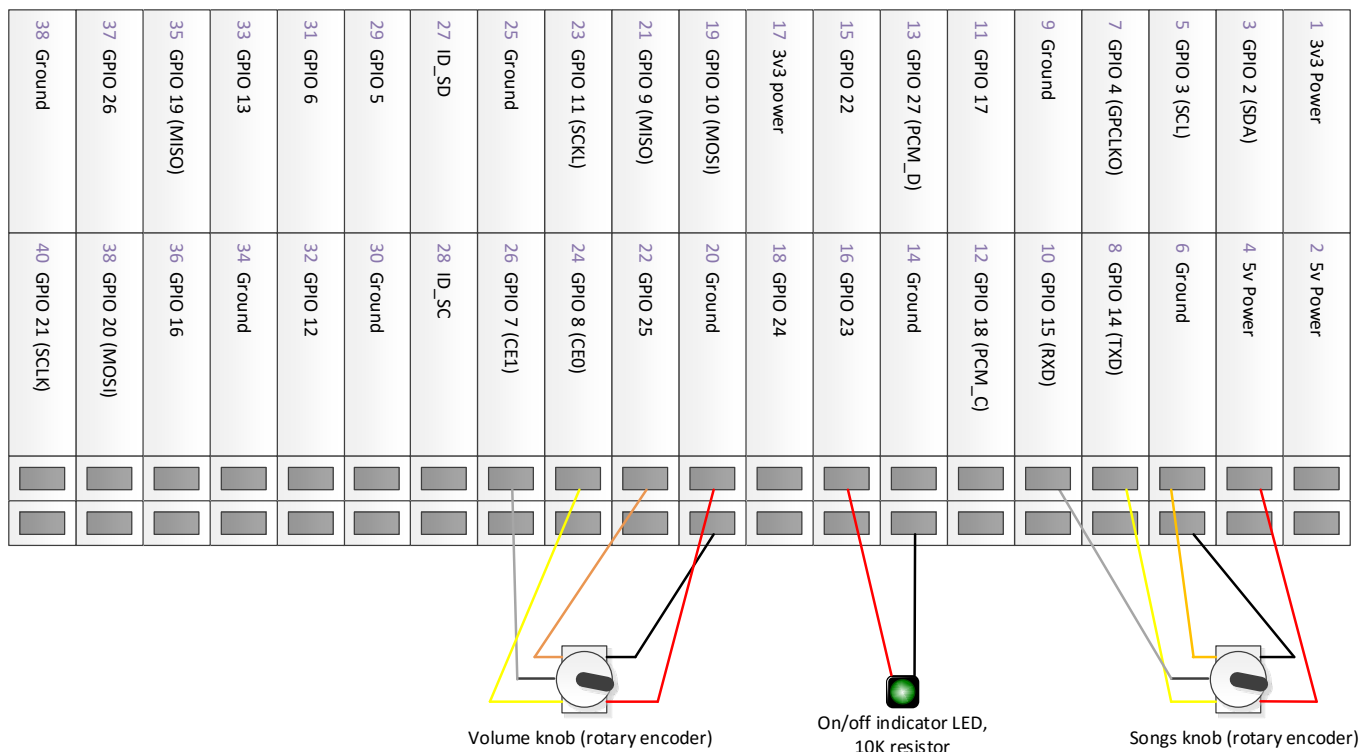 38 Ground
37 GPIO 26
35 GPIO 19 (MISO)
33 GPIO 13
31 GPIO 6
29 GPIO 5
27 ID_SD
25 Ground
23 GPIO 11 (SCKL)
21 GPIO 9 (MISO)
19 GPIO 10 (MOSI)
17 3v3 power
15 GPIO 22
13 GPIO 27 (PCM_D)
11 GPIO 17
9 Ground
7 GPIO 4 (GPCLKO)
5 GPIO 3 (SCL)
3 GPIO 2 (SDA)
1 3v3 Power
40 GPIO 21 (SCLK)
38 GPIO 20 (MOSI)
36 GPIO 16
34 Ground
32 GPIO 12
30 Ground
28 ID_SC
26 GPIO 7 (CE1)
24 GPIO 8 (CE0)
22 GPIO 25
20 Ground
18 GPIO 24
16 GPIO 23
14 Ground
12 GPIO 18 (PCM_C)
10 GPIO 15 (RXD)
8 GPIO 14 (TXD)
6 Ground
4 5v Power
2 5v Power
Volume knob (rotary encoder)
On/off indicator LED,
10K resistor
Songs knob (rotary encoder)